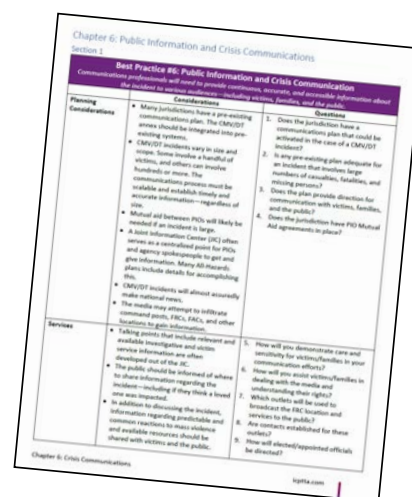 Chapter 6: Public Information and Crisis Communications
Section 1
Best Practice #6: Public Information and Crisis Communication
Communications professionals will need to provide continuous, accurate, and accessible information about
the incident to various audiences—including victims, families, and the public.
Considerations
Questions
Planning
Considerations
• Many jurisdictions have a pre-existing
communications plan. The CMV/DT
annex should be integrated into pre-
existing systems.
• CMV/DT incidents vary in size and
scope. Some involve a handful of
victims, and others can involve
hundreds or more. The
communications process must be
scalable and establish timely and
accurate information—regardless of
size.
• Mutual aid between PIOs will likely be
needed if an incident is large.
• A Joint Information Center (JIC) often
serves as a centralized point for PIOs
and agency spokespeople to get and
give information. Many All-Hazards
plans include details for accomplishing
this.
• CMV/DT incidents will almost assuredly
make national news.
• The media may attempt to infiltrate
command posts, FRCs, FACs, and other
locations to gain information.
1. Does the jurisdiction have a
communications plan that could be
activated in the case of a CMV/DT
incident?
2. Is any pre-existing plan adequate for
an incident that involves large
numbers of casualties, fatalities, and
missing persons?
3. Does the plan provide direction for
communication with victims, families,
and the public?
4. Does the jurisdiction have PIO Mutual
Aid agreements in place?
Services
• Talking points that include relevant and
available investigative and victim
service information are often
developed out of the JIC.
• The public should be informed of where
to share information regarding the
incident—including if they think a loved
one was impacted.
• In addition to discussing the incident,
information regarding predictable and
common reactions to mass violence
and available resources should be
shared with victims and the public.
5. How will you demonstrate care and
sensitivity for victims/families in your
communication efforts?
6. How will you assist victims/families in
dealing with the media and
understanding their rights?
7. Which outlets will be used to
broadcast the FRC location and
services to the public?
8. Are contacts established for these
outlets?
9. How will elected/appointed officials
be directed?
Chapter 6: Crisis Communications
icptta.com